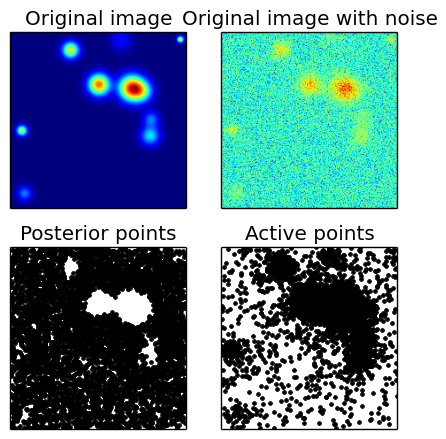 Original image
Original image with noise
Posterior points
Active points